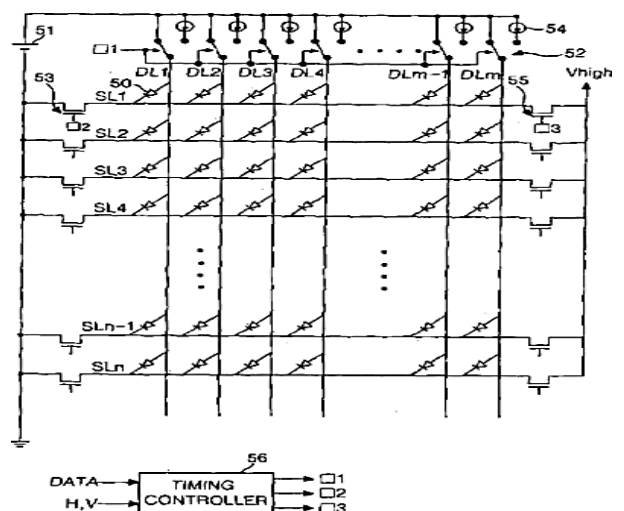 51
54
□1
52
DL1 DL2 DL3 DL4 DLm-1 DLm
Vhigh
53
50
55
SL1
□2
□3
SL2
SL3
SL4
SLn-1
SLn
56
DATA
H,V
TIMING
CONTROLLER
□1
□2
□3